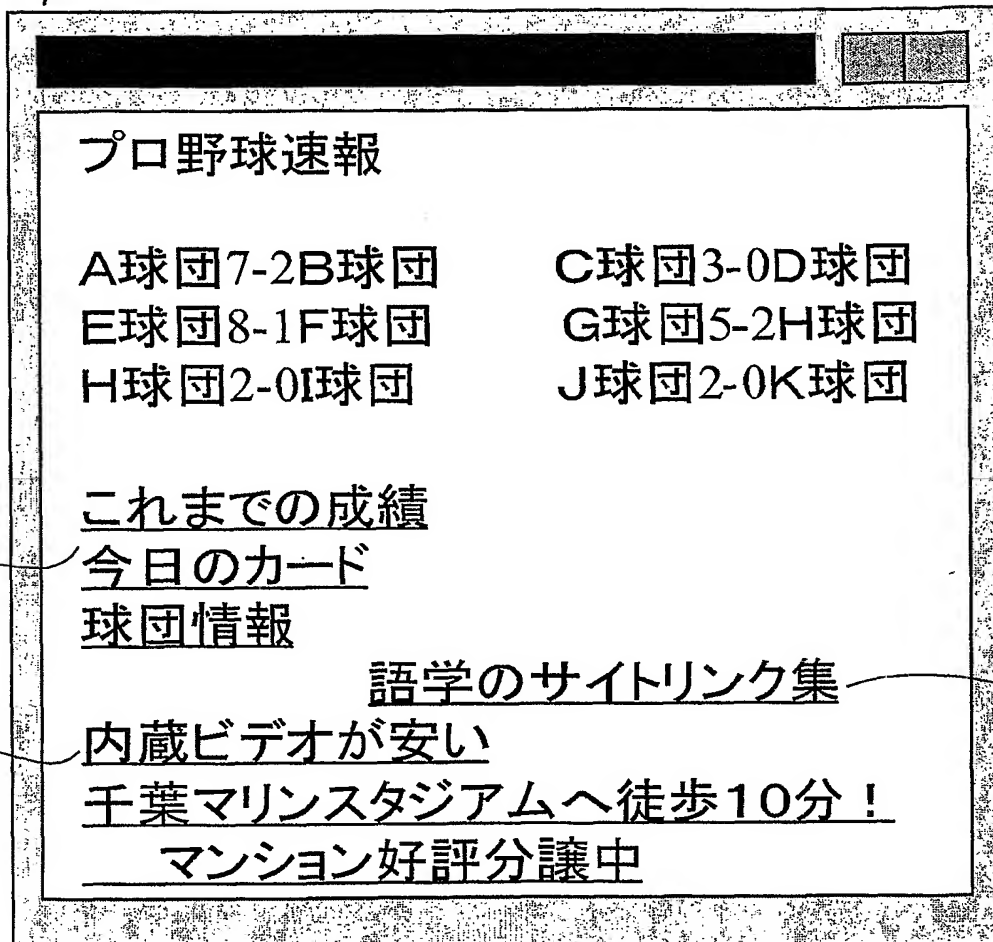 プロ野球速報
A球団7-2B球団 C球団3-0D球団
E球団8-1F球団 G球団5-2H球団
H球団2-0I球団 J球団2-0K球団
これまでの成績
今日のカード
球団情報
語学のサイトリンク集
内蔵ビデオが安い
千葉マリンスタジアムへ徒歩10分！
マンション好評分譲中